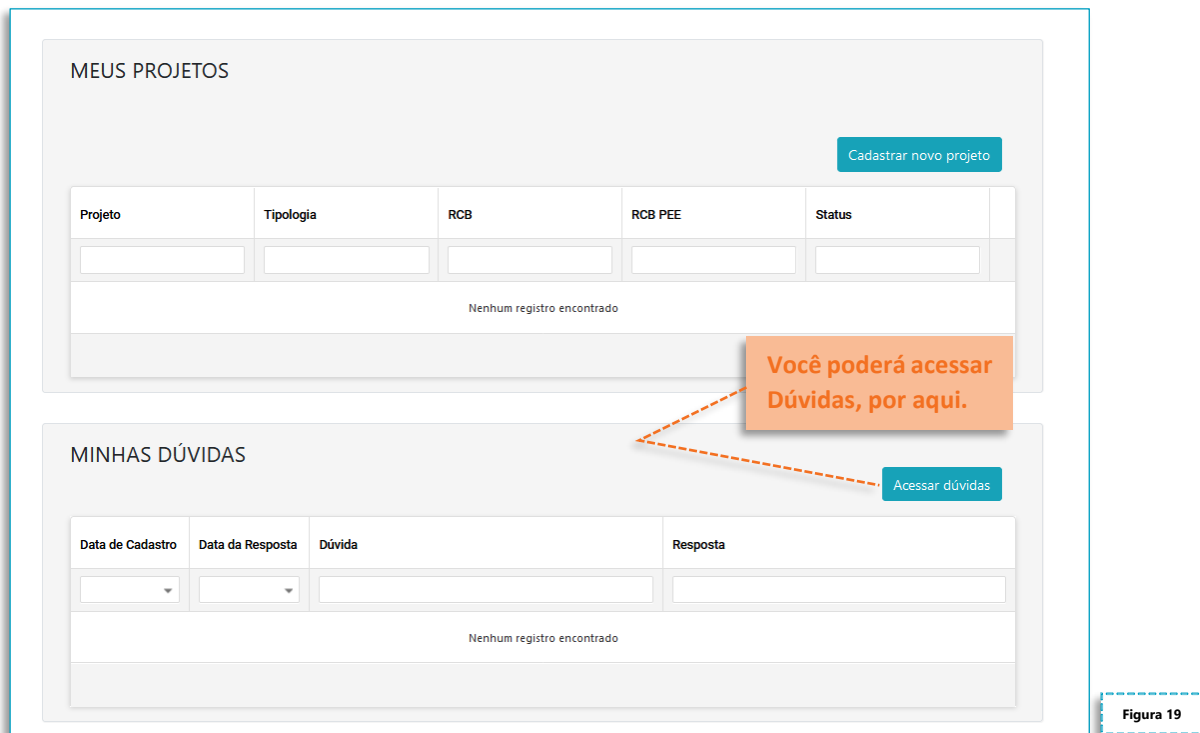 MEUS PROJETOS
Cadastrar novo projeto
Projeto Tipologia RCB RCB PEE Status
Nenhum registro encontrado
Você poderá acessar
Dúvidas, por aqui.
MINHAS DÚVIDAS
Acessar dúvidas
Data de Cadastro Data da Resposta Dúvida Resposta
Nenhum registro encontrado
Figura 19